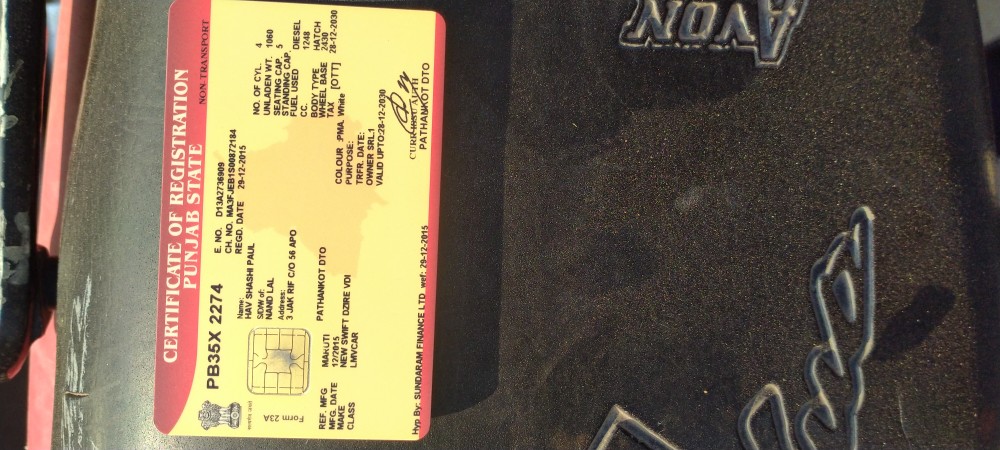 CERTIFICATE OF REGISTRATION
PUNJAB STATE
NON TRANSPORT
PB35X 2274
E. NO. D13A2736909
CH. NO. MA3FJEB1S00872184
REGD. DATE 29-12-2015
Name:
HAV SHASHI PAUL
S/D/W of:
NAND LAL
Address:
3 JAK RIF C/O 56 APO
PATHANKOT DTO
Form 23A
NO. OF CYL. 4
UNLADEN WT. 1060
SEATING CAP. 5
STANDING CAP.
FUEL USED DIESEL
CC. 1248
BODY TYPE HATCH
WHEEL BASE 2430
TAX [OTT] 28-12-2030
REF. MFG MARUTI
MFG. DATE 12/2015
MAKE NEW SWIFT DZIRE VDI
CLASS LMVCAR
COLOUR :PMA. White
PURPOSE:
TRFR. DATE:
OWNER SRL.1
VALID UPTO:28-12-2030
PATHANKOT DTO
Hyp By: SUNDARAM FINANCE LTD wef: 29-12-2015
AVON